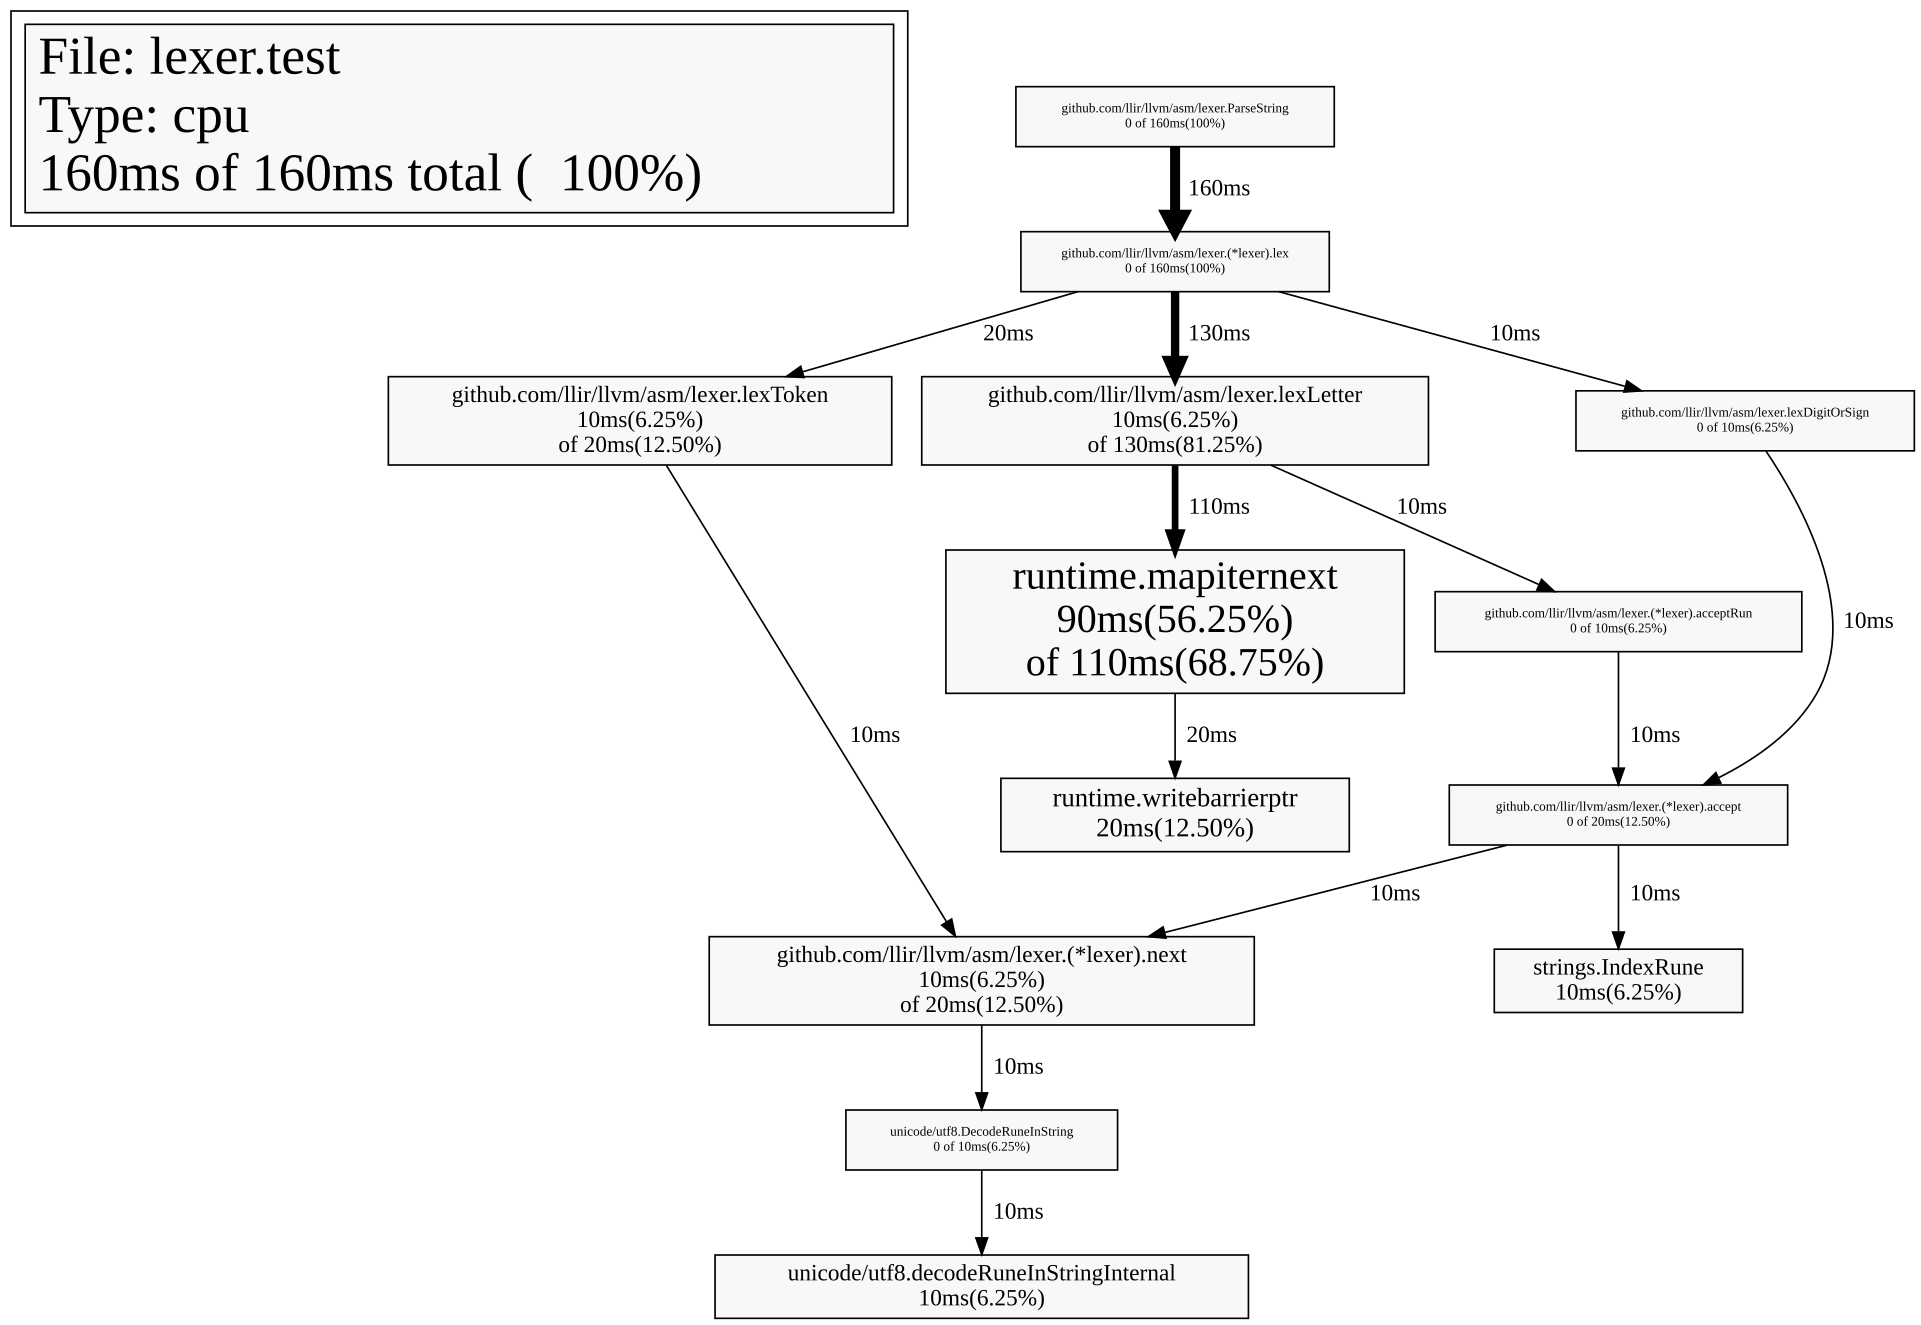 File: lexer.test
Type: cpu
160ms of 160ms total (  100%)
github.com/llir/llvm/asm/lexer.ParseString
0 of 160ms(100%)
160ms
github.com/llir/llvm/asm/lexer.(*lexer).lex
0 of 160ms(100%)
20ms
130ms
10ms
github.com/llir/llvm/asm/lexer.lexToken
10ms(6.25%)
of 20ms(12.50%)
github.com/llir/llvm/asm/lexer.lexLetter
10ms(6.25%)
of 130ms(81.25%)
github.com/llir/llvm/asm/lexer.lexDigitOrSign
0 of 10ms(6.25%)
110ms
10ms
runtime.mapiternext
90ms(56.25%)
of 110ms(68.75%)
github.com/llir/llvm/asm/lexer.(*lexer).acceptRun
0 of 10ms(6.25%)
10ms
10ms
20ms
10ms
runtime.writebarrierptr
20ms(12.50%)
github.com/llir/llvm/asm/lexer.(*lexer).accept
0 of 20ms(12.50%)
10ms
10ms
github.com/llir/llvm/asm/lexer.(*lexer).next
10ms(6.25%)
of 20ms(12.50%)
strings.IndexRune
10ms(6.25%)
10ms
unicode/utf8.DecodeRuneInString
0 of 10ms(6.25%)
10ms
unicode/utf8.decodeRuneInStringInternal
10ms(6.25%)